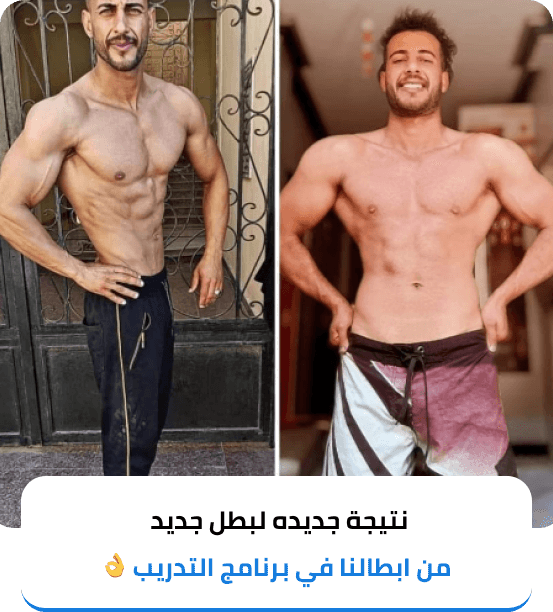 نتيجة جديده لبطل جديد
من ابطالنا في برنامج التدريب 👌